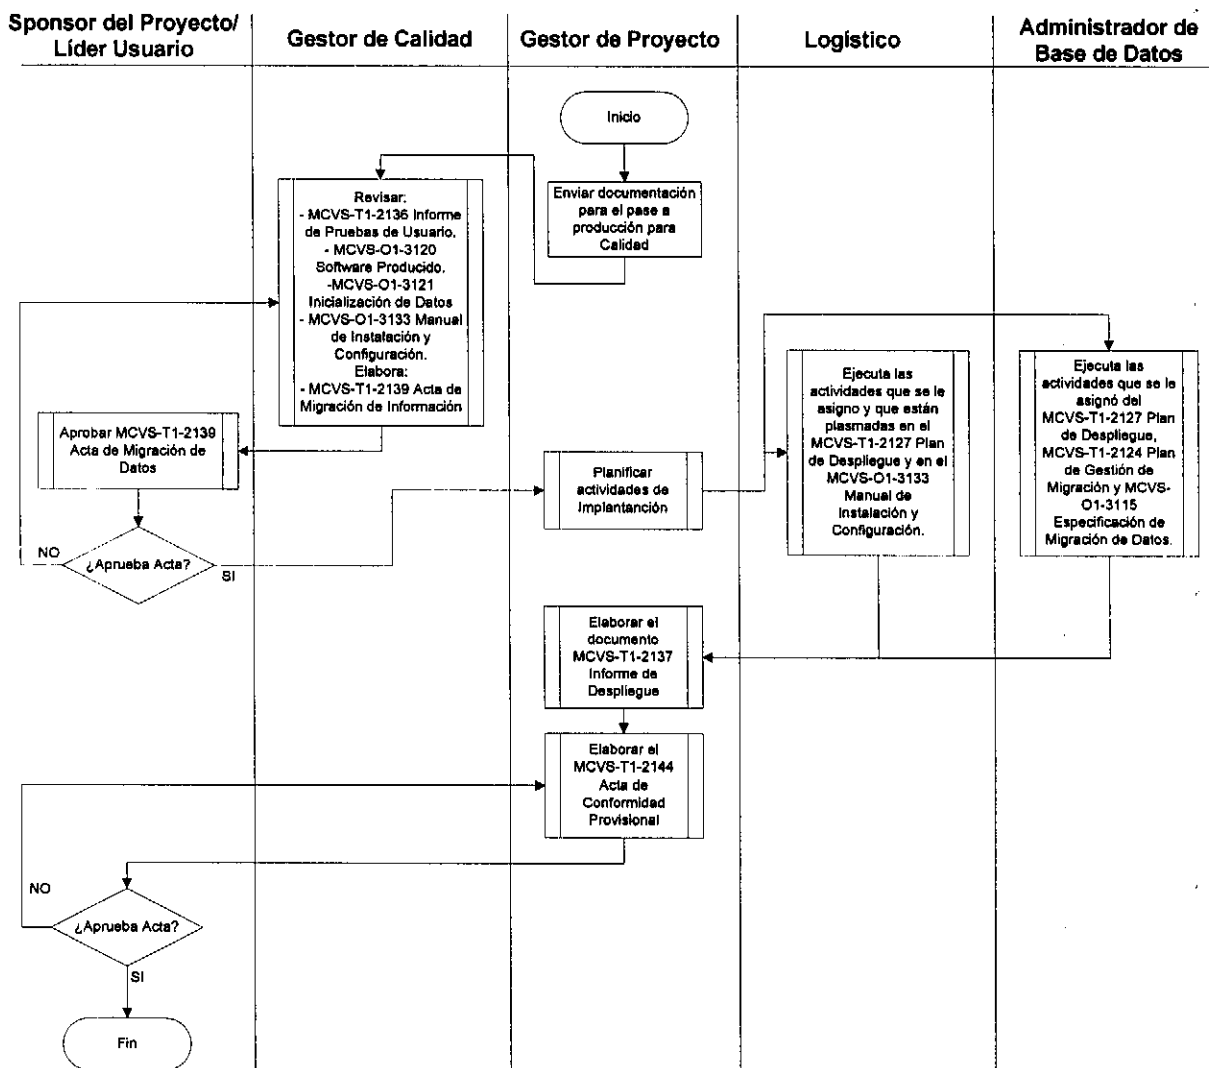 Sponsor del Proyecto/
Líder Usuario
Gestor de Calidad
Gestor de Proyecto
Logístico
Administrador de
Base de Datos
Inicio
Enviar documentación
para el pase a
producción para
Calidad
Revisar:
- MCVS-T1-2136 Informe
de Pruebas de Usuario.
- MCVS-O1-3120
Software Producido.
-MCVS-O1-3121
Inicialización de Datos
- MCVS-O1-3133 Manual
de Instalación y
Configuración.
Elabora:
- MCVS-T1-2139 Acta de
Migración de Información
Aprobar MCVS-T1-2139
Acta de Migración de
Datos
¿Aprueba Acta?
NO
SI
Planificar
actividades de
Implantanción
Ejecuta las
actividades que se le
asigno y que están
plasmadas en el
MCVS-T1-2127 Plan
de Despliegue y en el
MCVS-O1-3133
Manual de
Instalación y
Configuración.
Ejecuta las
actividades que se le
asignó del
MCVS-T1-2127 Plan
de Despliegue,
MCVS-T1-2124 Plan
de Gestión de
Migración y MCVS-
O1-3115
Especificación de
Migración de Datos.
Elaborar el
documento
MCVS-T1-2137
Informe de
Despliegue
Elaborar el
MCVS-T1-2144
Acta de
Conformidad
Provisional
NO
¿Aprueba Acta?
SI
Fin